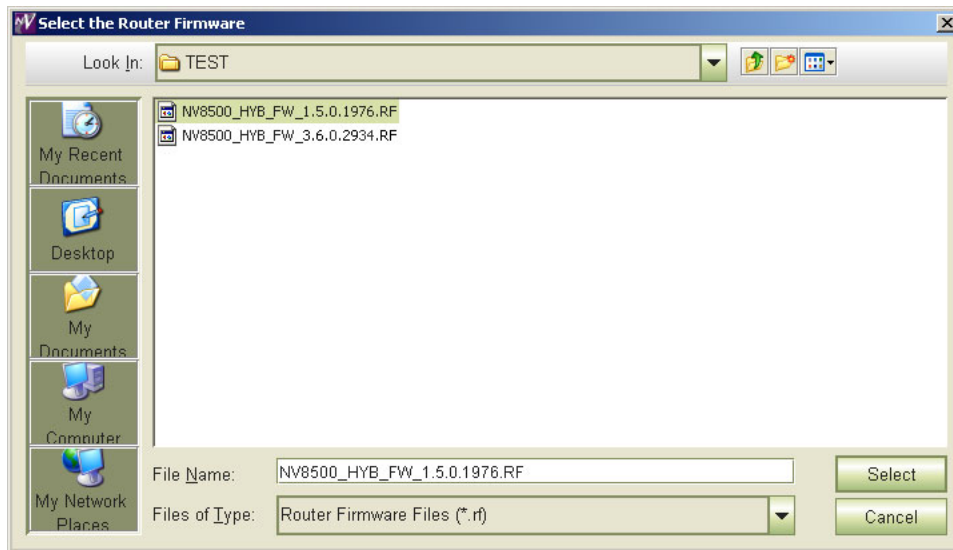 Select the Router Firmware
Look In: TEST
NV8500_HYB_FW_1.5.0.1976.RF
NV8500_HYB_FW_3.6.0.2934.RF
My Recent
Documents
Desktop
My
Documents
My
Computer
My Network
Places
File Name: NV8500_HYB_FW_1.5.0.1976.RF
Select
Files of Type: Router Firmware Files (*.rf)
Cancel